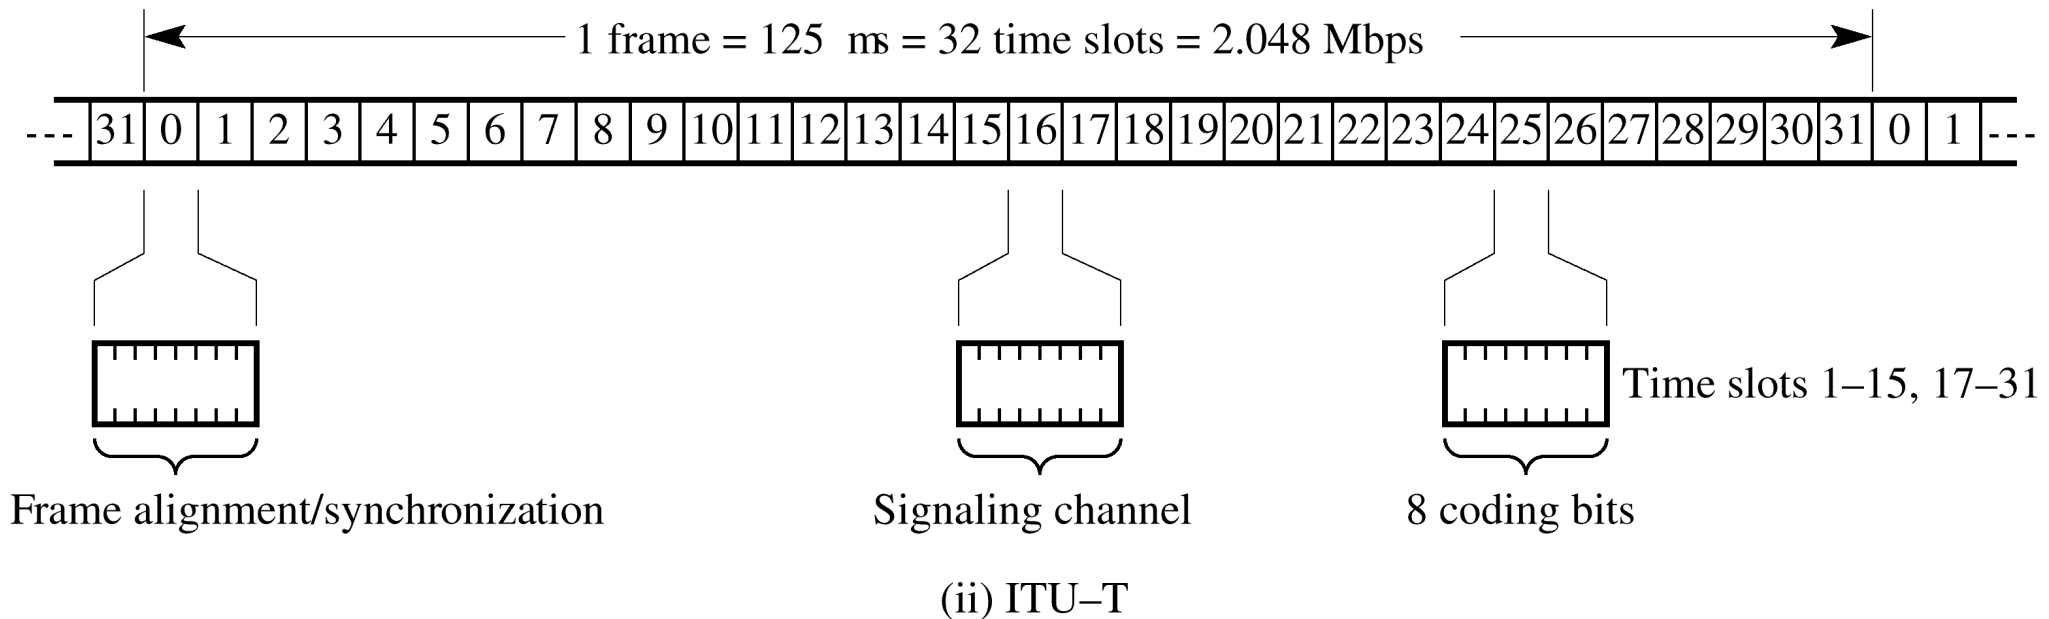 1 frame = 125 ms = 32 time slots = 2.048 Mbps
--- 31 0 1 2 3 4 5 6 7 8 9 10 11 12 13 14 15 16 17 18 19 20 21 22 23 24 25 26 27 28 29 30 31 0 1 ---
Time slots 1–15, 17–31
Frame alignment/synchronization Signaling channel 8 coding bits
(ii) ITU–T